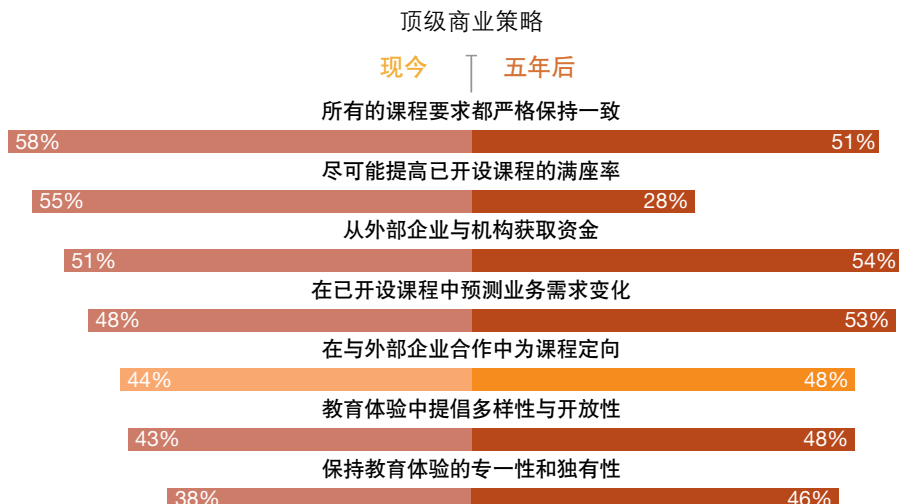 顶级商业策略
现今 五年后
所有的课程要求都严格保持一致
58% 51%
尽可能提高已开设课程的满座率
55% 28%
从外部企业与机构获取资金
51% 54%
在已开设课程中预测业务需求变化
48% 53%
在与外部企业合作中为课程定向
44% 48%
教育体验中提倡多样性与开放性
43% 48%
保持教育体验的专一性和独有性
38% 46%